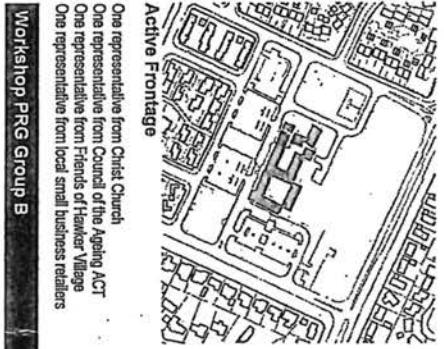 Active Frontage
One representative from Christ Church
One representative from Council of the Ageing ACT
One representative from Friends of Hawker Village
One representative from local small business retailers
Workshop PRG Group B